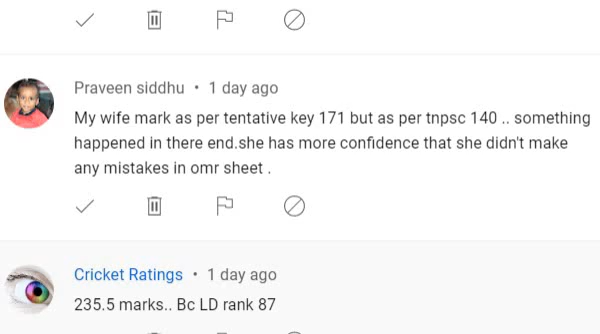 Praveen siddhu • 1 day ago
My wife mark as per tentative key 171 but as per tnpsc 140 .. something
happened in there end.she has more confidence that she didn't make
any mistakes in omr sheet .
Cricket Ratings • 1 day ago
235.5 marks.. Bc LD rank 87